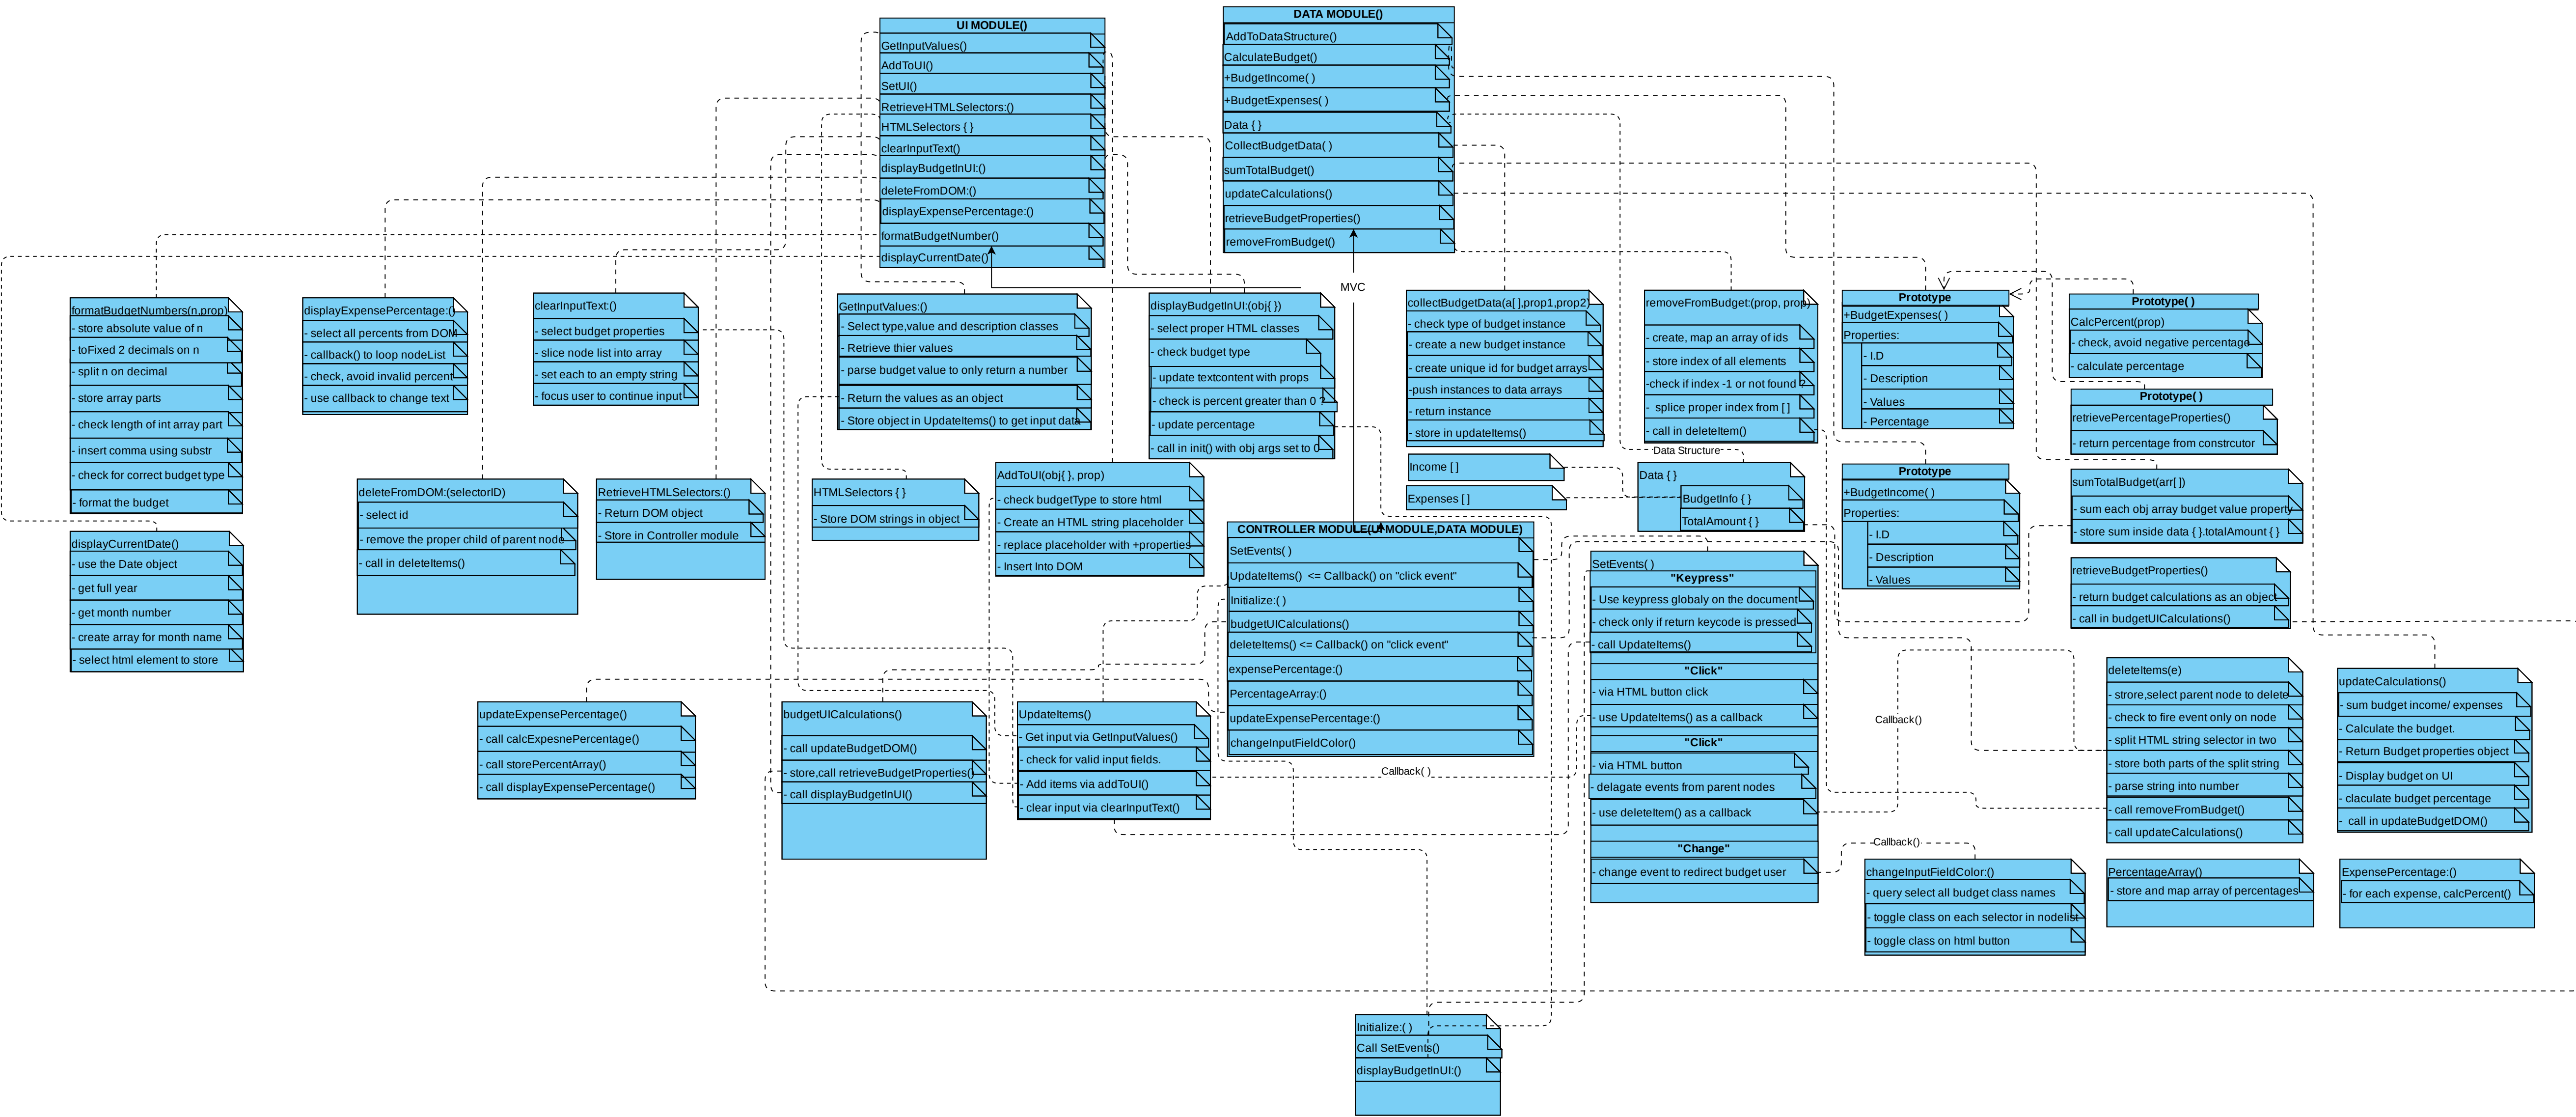 UI MODULE()
GetInputValues()
AddToUI()
SetUI()
RetrieveHTMLSelectors:()
HTMLSelectors { }
clearInputText()
displayBudgetInUI:()
deleteFromDOM:()
displayExpensePercentage:()
formatBudgetNumber()
displayCurrentDate()
DATA MODULE()
AddToDataStructure()
CalculateBudget()
+BudgetIncome( )
+BudgetExpenses( )
Data { }
CollectBudgetData( )
sumTotalBudget()
updateCalculations()
retrieveBudgetProperties()
removeFromBudget()
MVC
formatBudgetNumbers(n,prop)
- store absolute value of n
- toFixed 2 decimals on n
- split n on decimal
- store array parts
- check length of int array part
- insert comma using substr
- check for correct budget type
- format the budget
displayExpensePercentage:()
- select all percents from DOM
- callback() to loop nodeList
- check, avoid invalid percent
- use callback to change text
clearInputText:()
- select budget properties
- slice node list into array
- set each to an empty string
- focus user to continue input
GetInputValues:()
- Select type,value and description classes
- Retrieve thier values
- parse budget value to only return a number
- Return the values as an object
- Store object in UpdateItems() to get input data
displayBudgetInUI:(obj{ })
- select proper HTML classes
- check budget type
- update textcontent with props
- check is percent greater than 0 ?
- update percentage
- call in init() with obj args set to 0
collectBudgetData(a[ ],prop1,prop2)
- check type of budget instance
- create a new budget instance
- create unique id for budget arrays
-push instances to data arrays
- return instance
- store in updateItems()
removeFromBudget:(prop, prop)
- create, map an array of ids
- store index of all elements
-check if index -1 or not found ?
- splice proper index from [ ]
- call in deleteItem()
Prototype
+BudgetExpenses( )
Properties:
- I.D
- Description
- Values
- Percentage
Prototype( )
CalcPercent(prop)
- check, avoid negative percentage
- calculate percentage
Prototype( )
retrievePercentageProperties()
- return percentage from constrcutor
Data Structure
Income [ ]
Expenses [ ]
Data { }
BudgetInfo { }
TotalAmount { }
Prototype
+BudgetIncome( )
Properties:
- I.D
- Description
- Values
sumTotalBudget(arr[ ])
- sum each obj array budget value property
- store sum inside data { }.totalAmount { }
retrieveBudgetProperties()
- return budget calculations as an object
- call in budgetUICalculations()
displayCurrentDate()
- use the Date object
- get full year
- get month number
- create array for month name
- select html element to store
deleteFromDOM:(selectorID)
- select id
- remove the proper child of parent node
- call in deleteItems()
RetrieveHTMLSelectors:()
- Return DOM object
- Store in Controller module
HTMLSelectors { }
- Store DOM strings in object
AddToUI(obj{ }, prop)
- check budgetType to store html
- Create an HTML string placeholder
- replace placeholder with +properties
- Insert Into DOM
CONTROLLER MODULE(UI MODULE,DATA MODULE)
SetEvents( )
UpdateItems() <= Callback() on "click event"
Initialize:( )
budgetUICalculations()
deleteItems() <= Callback() on "click event"
expensePercentage:()
PercentageArray:()
updateExpensePercentage:()
changeInputFieldColor()
SetEvents( )
"Keypress"
- Use keypress globaly on the document
- check only if return keycode is pressed
- call UpdateItems()
"Click"
- via HTML button click
- use UpdateItems() as a callback
"Click"
- via HTML button
- delagate events from parent nodes
- use deleteItem() as a callback
"Change"
- change event to redirect budget user
updateExpensePercentage()
- call calcExpesnePercentage()
- call storePercentArray()
- call displayExpensePercentage()
budgetUICalculations()
- call updateBudgetDOM()
- store,call retrieveBudgetProperties()
- call displayBudgetInUI()
UpdateItems()
- Get input via GetInputValues()
- check for valid input fields.
- Add items via addToUI()
- clear input via clearInputText()
Callback( )
Callback()
Callback()
deleteItems(e)
- strore,select parent node to delete
- check to fire event only on node
- split HTML string selector in two
- store both parts of the split string
- parse string into number
- call removeFromBudget()
- call updateCalculations()
updateCalculations()
- sum budget income/ expenses
- Calculate the budget.
- Return Budget properties object
- Display budget on UI
- claculate budget percentage
- call in updateBudgetDOM()
changeInputFieldColor:()
- query select all budget class names
- toggle class on each selector in nodelist
- toggle class on html button
PercentageArray()
- store and map array of percentages
ExpensePercentage:()
- for each expense, calcPercent()
Initialize:( )
Call SetEvents()
displayBudgetInUI:()